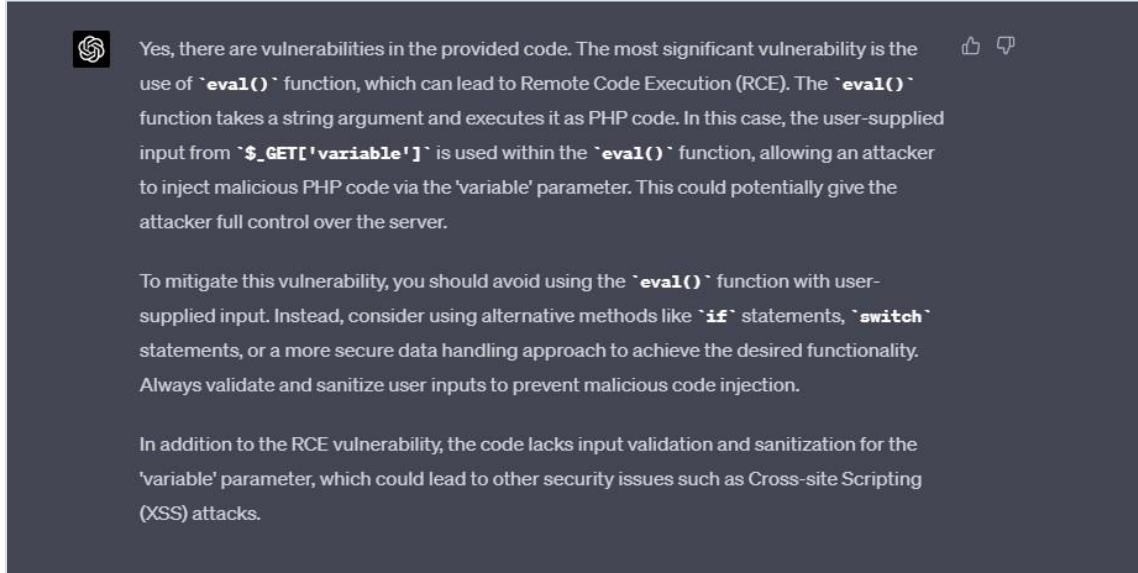 Yes, there are vulnerabilities in the provided code. The most significant vulnerability is the
use of `eval()` function, which can lead to Remote Code Execution (RCE). The `eval()`
function takes a string argument and executes it as PHP code. In this case, the user-supplied
input from `$_GET['variable']` is used within the `eval()` function, allowing an attacker
to inject malicious PHP code via the 'variable' parameter. This could potentially give the
attacker full control over the server.
To mitigate this vulnerability, you should avoid using the `eval()` function with user-
supplied input. Instead, consider using alternative methods like `if` statements, `switch`
statements, or a more secure data handling approach to achieve the desired functionality.
Always validate and sanitize user inputs to prevent malicious code injection.
In addition to the RCE vulnerability, the code lacks input validation and sanitization for the
'variable' parameter, which could lead to other security issues such as Cross-site Scripting
(XSS) attacks.